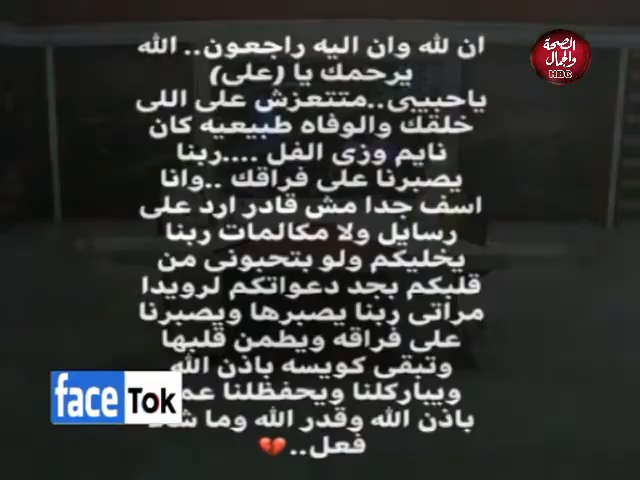 الصحة
والجمال
HBC
ان لله وان اليه راجعون.. الله
يرحمك يا (على)
ياحبيبى..متتعزش على اللى
خلقك والوفاه طبيعيه كان
نايم وزى الفل ....ربنا
يصبرنا على فراقك ..وانا
اسف جدا مش قادر ارد على
رسايل ولا مكالمات ربنا
يخليكم ولو بتحبونى من
قلبكم بجد دعواتكم لرويدا
مراتى ربنا يصبرها ويصبرنا
على فراقه ويطمن قلبها
وتبقى كويسه باذن الله
ويباركلنا ويحفظلنا
باذن الله وقدر الله وما
فعل..💔
face Tok